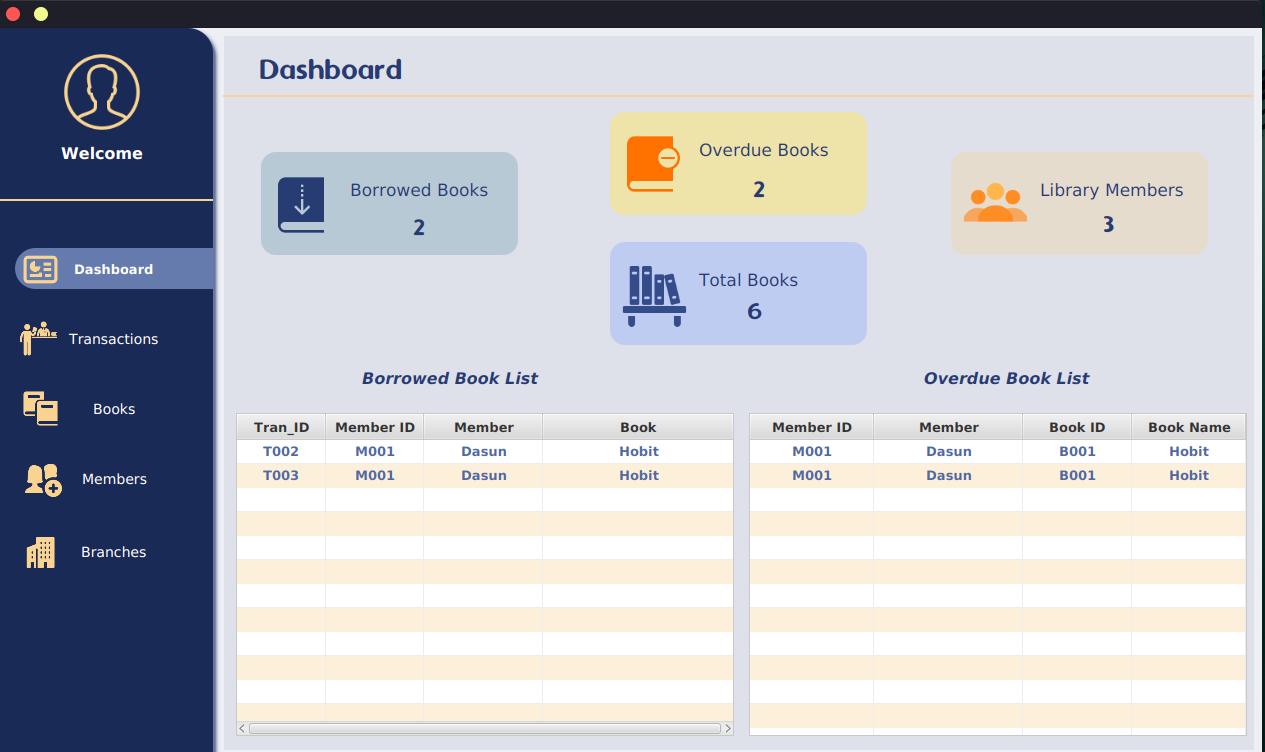 Welcome
Dashboard
Transactions
Books
Members
Branches
Dashboard
Borrowed Books
2
Overdue Books
2
Total Books
6
Library Members
3
Borrowed Book List
Tran_ID Member ID Member Book
T002 M001 Dasun Hobit
T003 M001 Dasun Hobit
Overdue Book List
Member ID Member Book ID Book Name
M001 Dasun B001 Hobit
M001 Dasun B001 Hobit